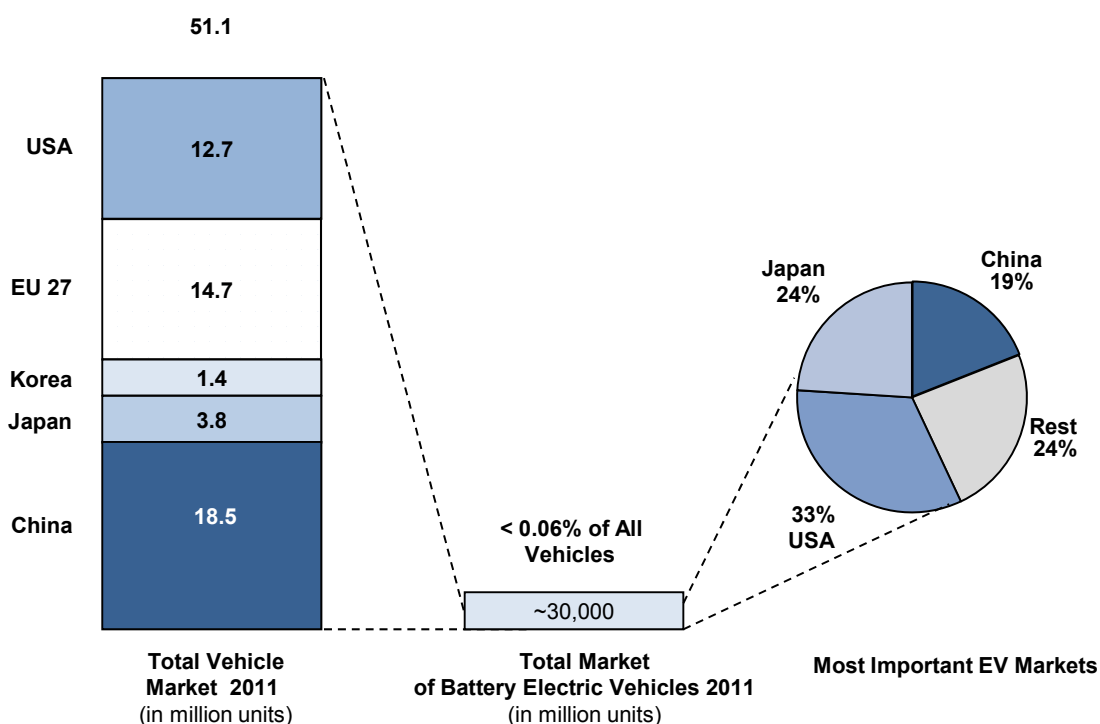 51.1
USA
12.7
EU 27
14.7
Korea
1.4
Japan
3.8
China
18.5
Total Vehicle
Market 2011
(in million units)
< 0.06% of All
Vehicles
~30,000
Total Market
of Battery Electric Vehicles 2011
(in million units)
Japan
24%
China
19%
Rest
24%
33%
USA
Most Important EV Markets